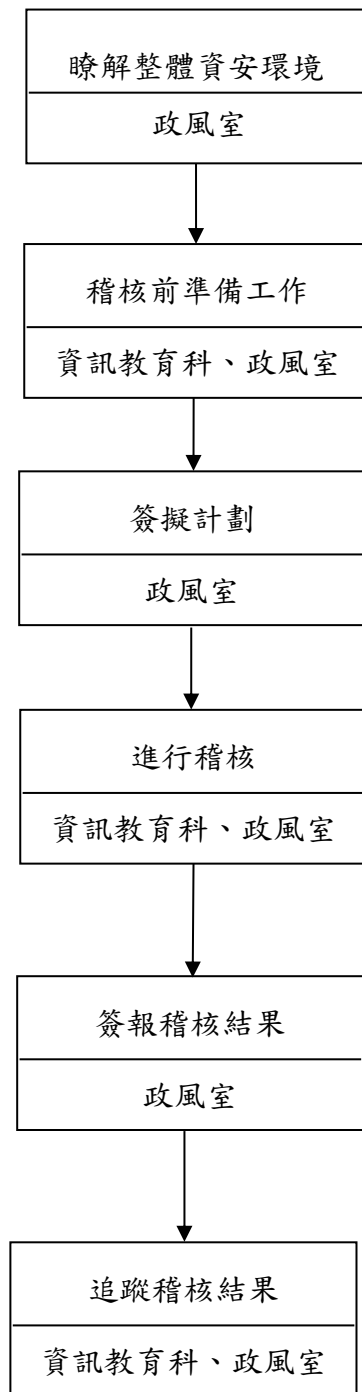 瞭解整體資安環境
政風室
稽核前準備工作
資訊教育科、政風室
簽擬計劃
政風室
進行稽核
資訊教育科、政風室
簽報稽核結果
政風室
追蹤稽核結果
資訊教育科、政風室